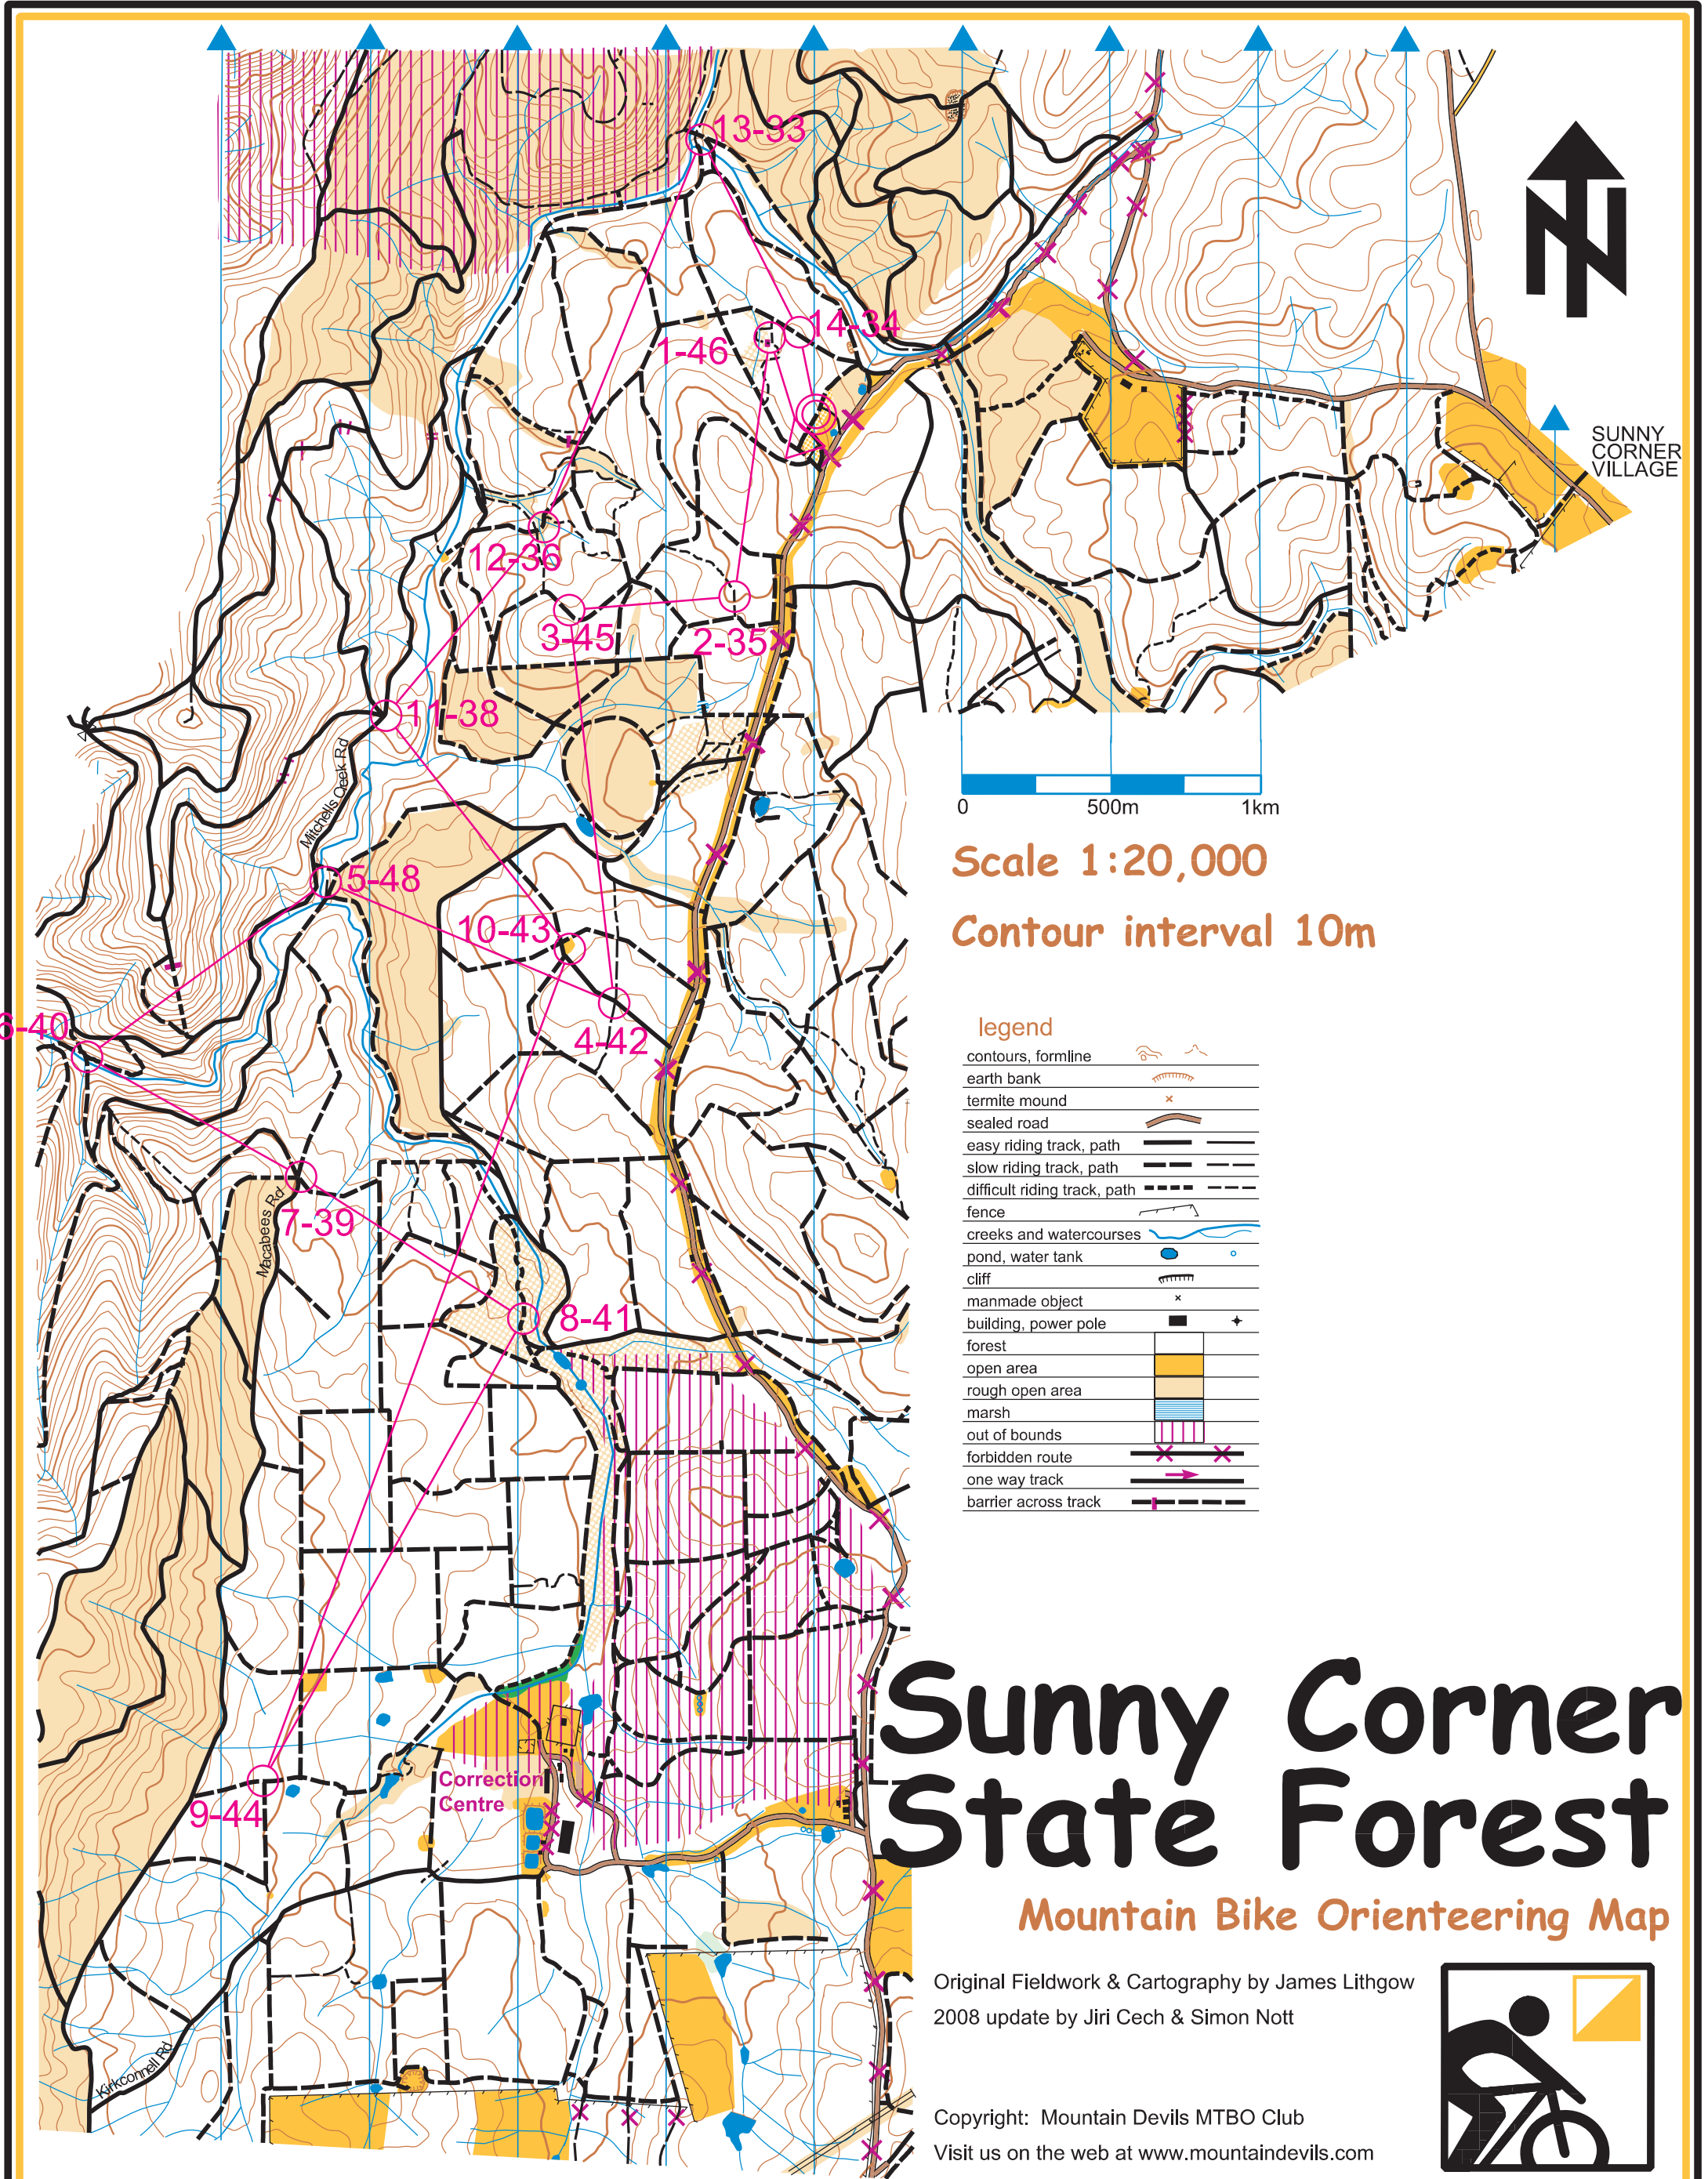 13-33
14-34
1-46
SUNNY
CORNER
VILLAGE
12-36
3-45
2-35
11-38
Mitchells Creek Rd
0 500m 1km
Scale 1:20,000
5-48
10-43
Contour interval 10m
6-40
4-42
legend
contours, formline
earth bank
termite mound
sealed road
easy riding track, path
slow riding track, path
difficult riding track, path
fence
creeks and watercourses
pond, water tank
cliff
manmade object
building, power pole
forest
open area
rough open area
marsh
out of bounds
forbidden route
one way track
barrier across track
7-39
Macabees Rd
8-41
Sunny Corner
State Forest
Correction
Centre
9-44
Mountain Bike Orienteering Map
Original Fieldwork & Cartography by James Lithgow
2008 update by Jiri Cech & Simon Nott
Kirkconnell Rd
Copyright: Mountain Devils MTBO Club
Visit us on the web at www.mountaindevils.com
N